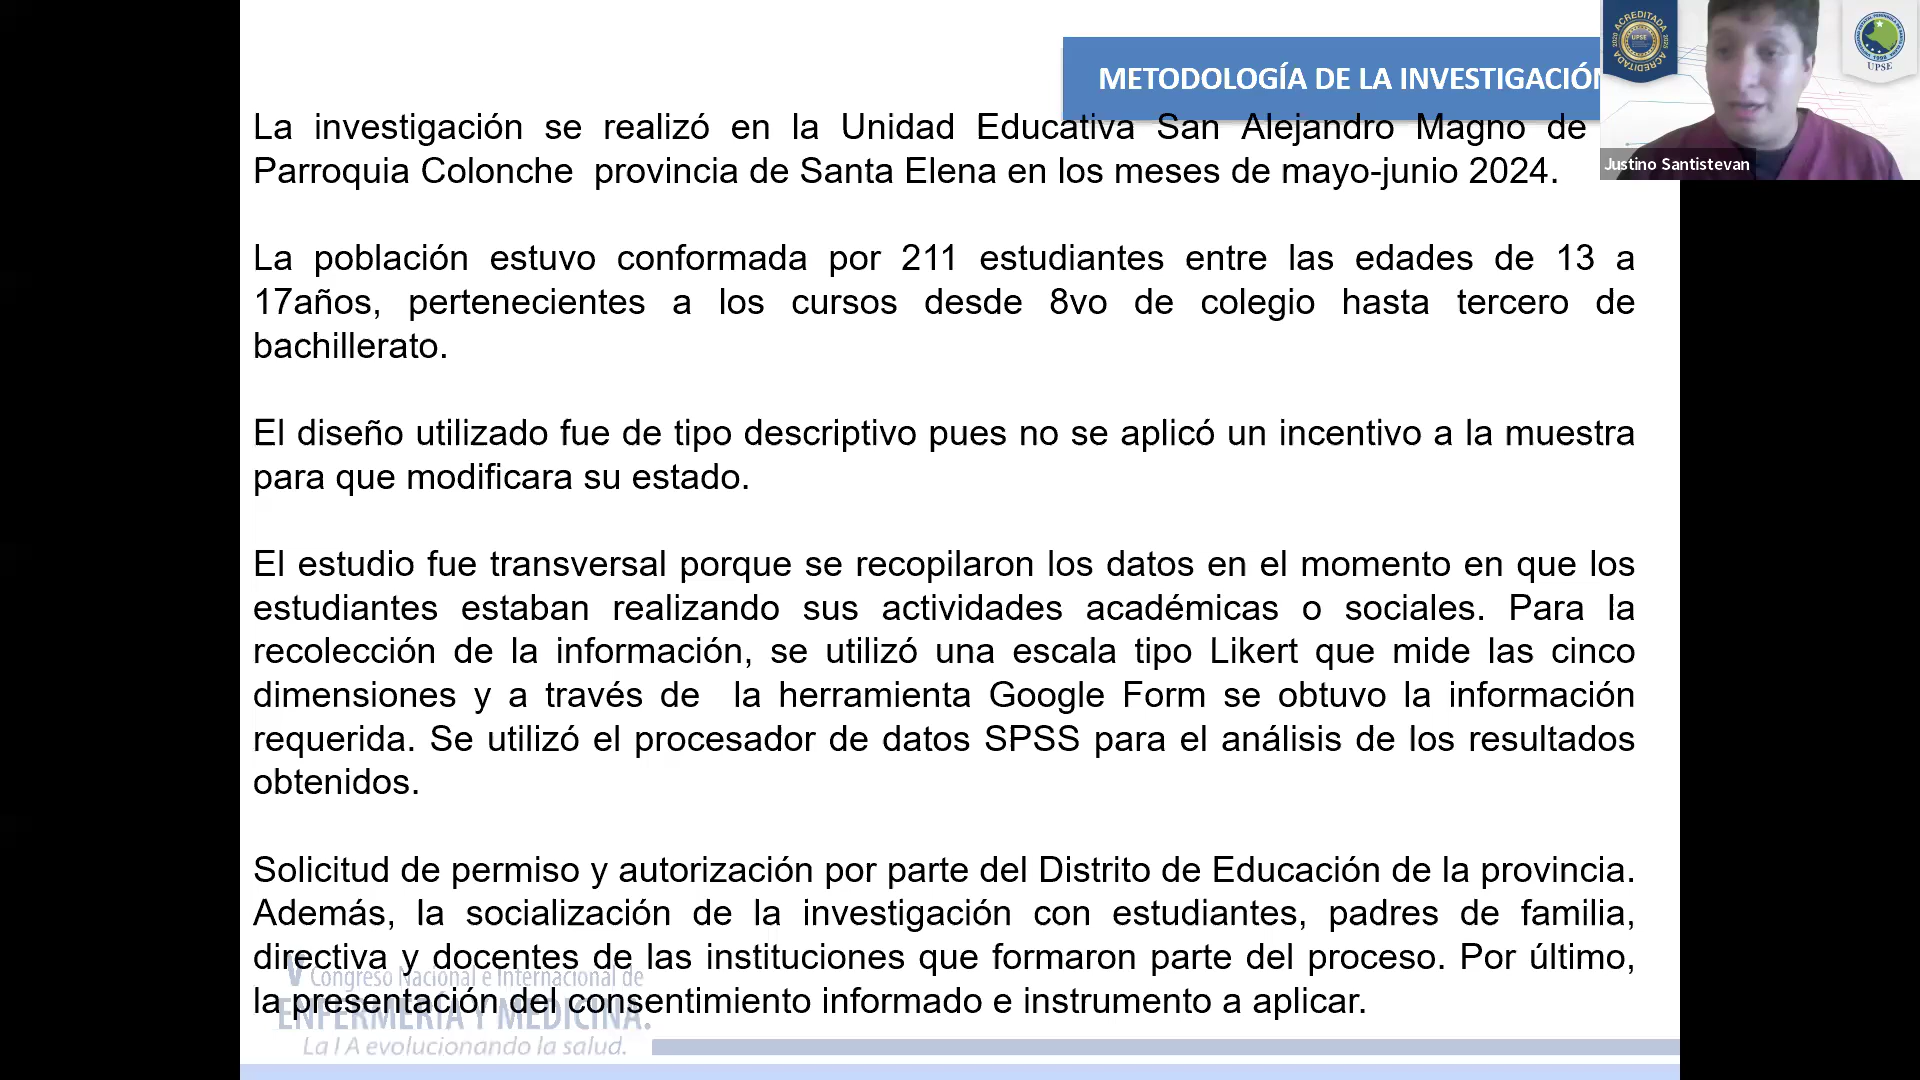 METODOLOGÍA DE LA INVESTIGACIÓN
ACREDITADA
UPSE
2020
2026
ACREDITADA
1998
UPSE
Justino Santistevan
La investigación se realizó en la Unidad Educativa San Alejandro Magno de
Parroquia Colonche provincia de Santa Elena en los meses de mayo-junio 2024.
La población estuvo conformada por 211 estudiantes entre las edades de 13 a
17años, pertenecientes a los cursos desde 8vo de colegio hasta tercero de
bachillerato.
El diseño utilizado fue de tipo descriptivo pues no se aplicó un incentivo a la muestra
para que modificara su estado.
El estudio fue transversal porque se recopilaron los datos en el momento en que los
estudiantes estaban realizando sus actividades académicas o sociales. Para la
recolección de la información, se utilizó una escala tipo Likert que mide las cinco
dimensiones y a través de la herramienta Google Form se obtuvo la información
requerida. Se utilizó el procesador de datos SPSS para el análisis de los resultados
obtenidos.
Solicitud de permiso y autorización por parte del Distrito de Educación de la provincia.
Además, la socialización de la investigación con estudiantes, padres de familia,
directiva y docentes de las instituciones que formaron parte del proceso. Por último,
la presentación del consentimiento informado e instrumento a aplicar.
V Congreso Nacional e Internacional de
ENFERMERÍA Y MEDICINA.
La IA evolucionando la salud.